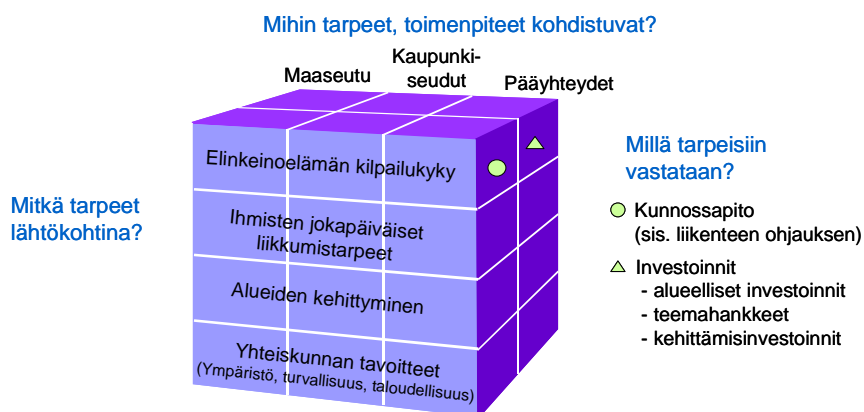 Mihin tarpeet, toimenpiteet kohdistuvat?
Maaseutu
Kaupunki-
seudut
Pääyhteydet
Mitkä tarpeet
lähtökohtina?
Elinkeinoelämän kilpailukyky
Ihmisten jokapäiväiset
liikkumistarpeet
Alueiden kehittyminen
Yhteiskunnan tavoitteet
(Ympäristö, turvallisuus, taloudellisuus)
Millä tarpeisiin
vastataan?
Kunnossapito
(sis. liikenteen ohjauksen)
Investoinnit
- alueelliset investoinnit
- teemahankkeet
- kehittämisinvestoinnit